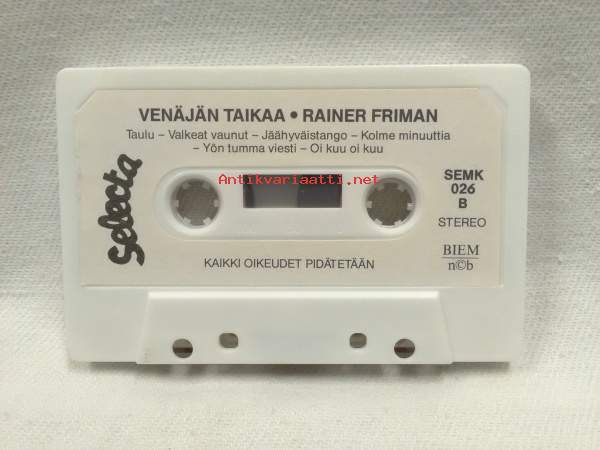 VENÄJÄN TAIKAA • RAINER FRIMAN
Taulu – Valkeat vaunut – Jäähyväistango – Kolme minuuttia
– Yön tumma viesti – Oi kuu oi kuu
Antikvariaatti.net
Selecta
SEMK
026
B
STEREO
BIEM
n©b
KAIKKI OIKEUDET PIDÄTETÄÄN